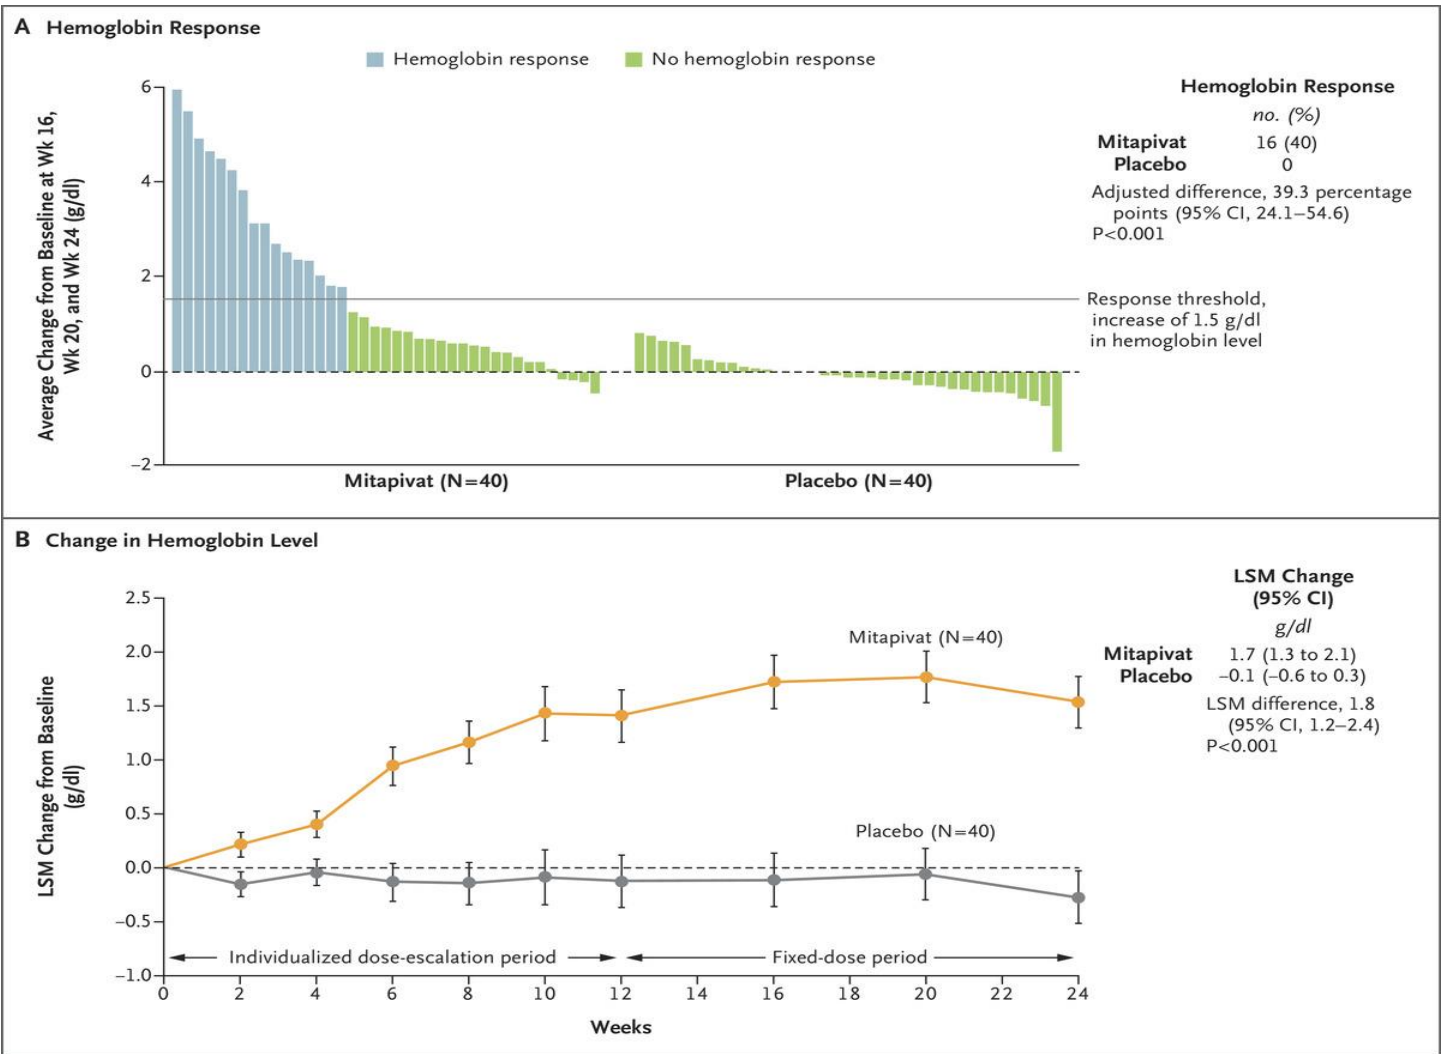 A Hemoglobin Response
Hemoglobin response
No hemoglobin response
Average Change from Baseline at Wk 16,
Wk 20, and Wk 24 (g/dl)
6
4
2
0
–2
Mitapivat (N=40)
Placebo (N=40)
Hemoglobin Response
no. (%)
Mitapivat 16 (40)
Placebo 0
Adjusted difference, 39.3 percentage
points (95% CI, 24.1–54.6)
P<0.001
Response threshold,
increase of 1.5 g/dl
in hemoglobin level
B Change in Hemoglobin Level
LSM Change from Baseline
(g/dl)
2.5
2.0
1.5
1.0
0.5
0.0
–0.5
–1.0
Mitapivat (N=40)
Placebo (N=40)
Individualized dose-escalation period
Fixed-dose period
0 2 4 6 8 10 12 14 16 18 20 22 24
Weeks
LSM Change
(95% CI)
g/dl
Mitapivat 1.7 (1.3 to 2.1)
Placebo –0.1 (–0.6 to 0.3)
LSM difference, 1.8
(95% CI, 1.2–2.4)
P<0.001